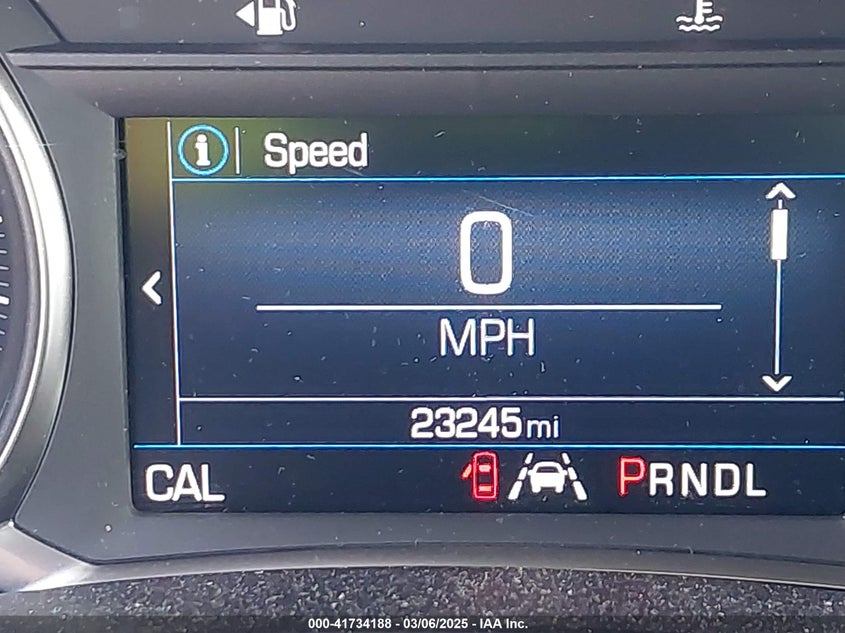 Speed
0
MPH
23245mi
CAL PRNDL
000-41734188 - 03/06/2025 - IAA Inc.